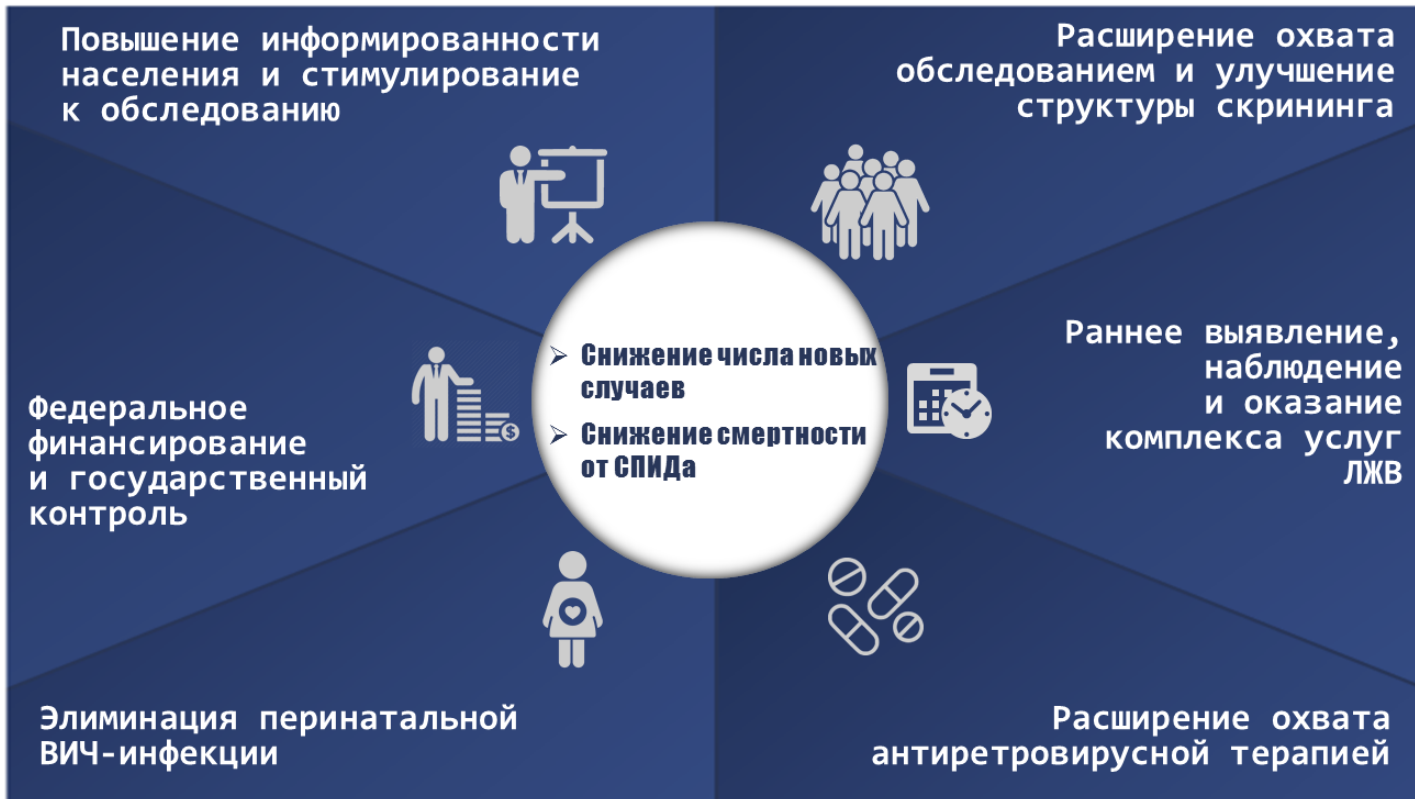 Повышение информированности
населения и стимулирование
к обследованию
Расширение охвата
обследованием и улучшение
структуры скрининга
Федеральное
финансирование
и государственный
контроль
➢ Снижение числа новых
случаев
➢ Снижение смертности
от СПИДа
Раннее выявление,
наблюдение
и оказание
комплекса услуг
ЛЖВ
Элиминация перинатальной
ВИЧ-инфекции
Расширение охвата
антиретровирусной терапией